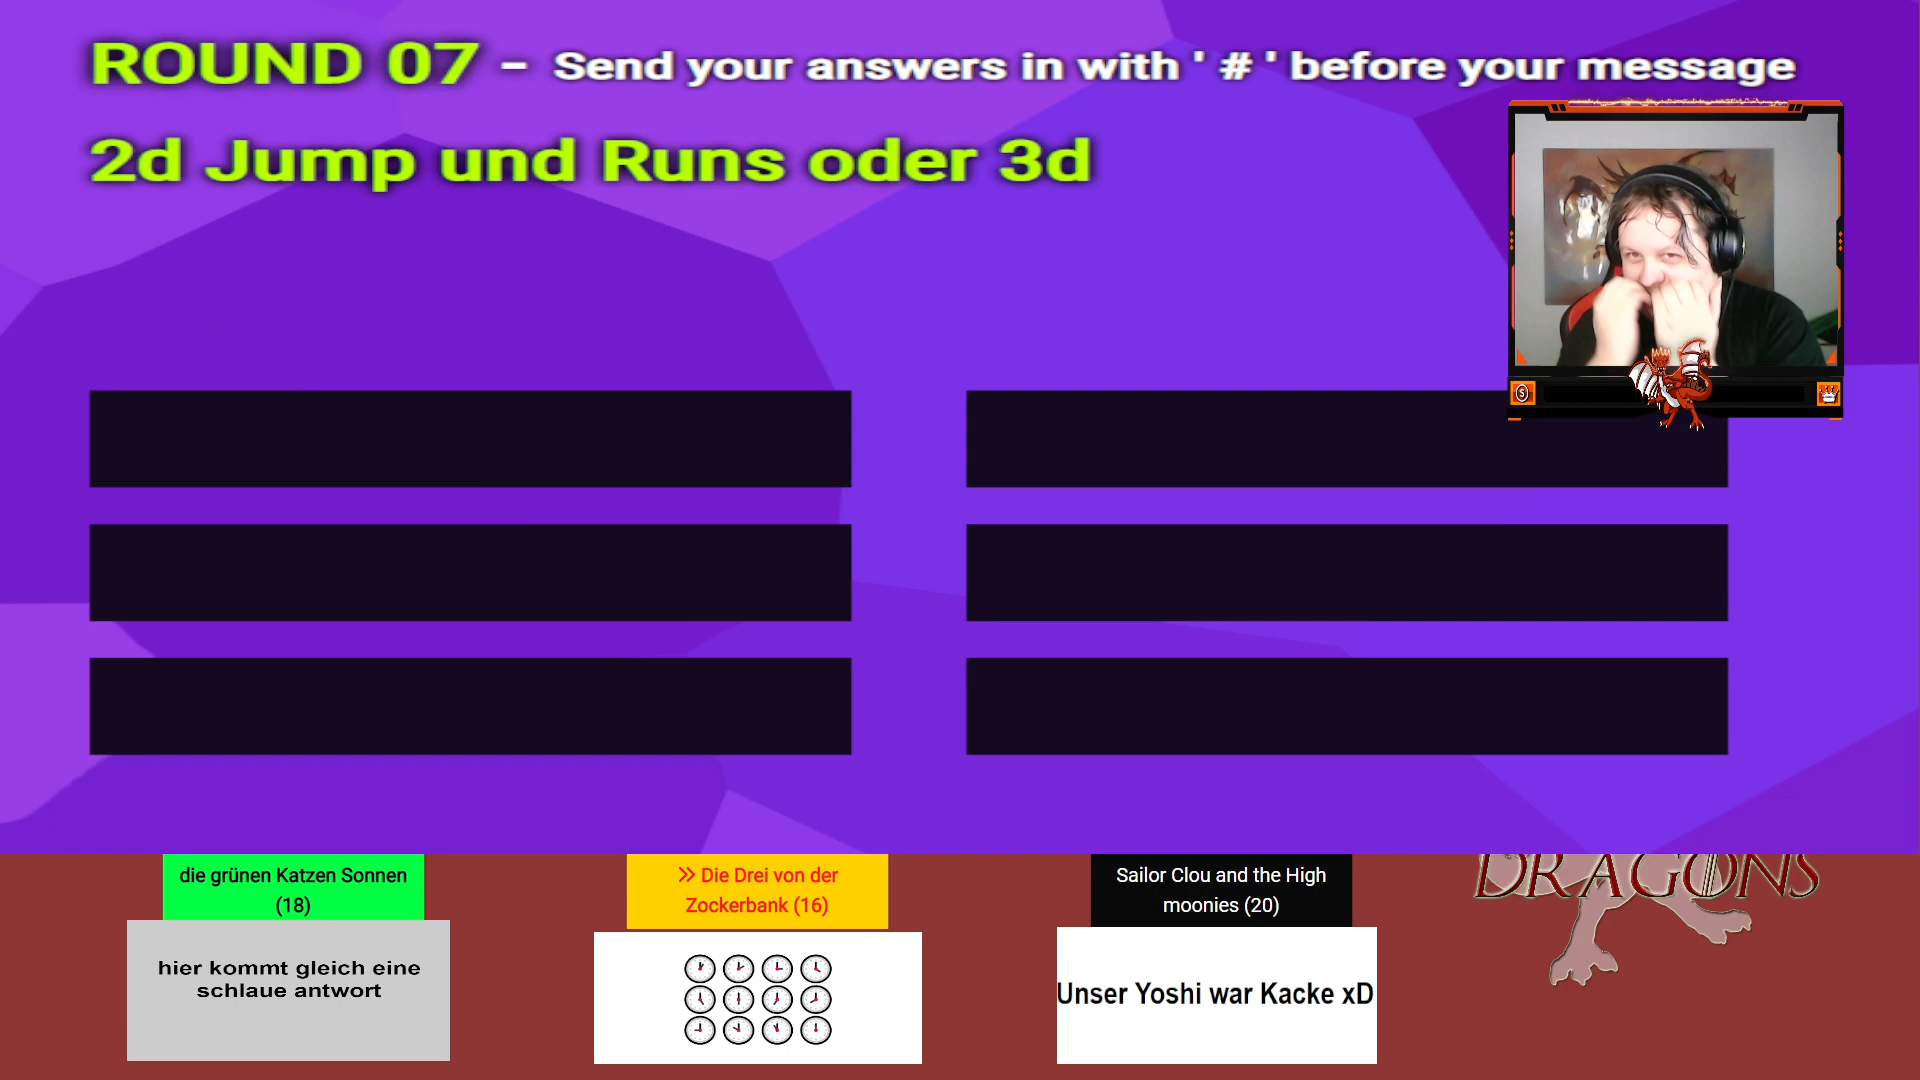 ROUND 07 - Send your answers in with ' # ' before your message
2d Jump und Runs oder 3d
die grünen Katzen Sonnen
(18)
Die Drei von der
Zockerbank (16)
Sailor Clou and the High
moonies (20)
DRAGONS
hier kommt gleich eine
schlaue antwort
Unser Yoshi war Kacke xD